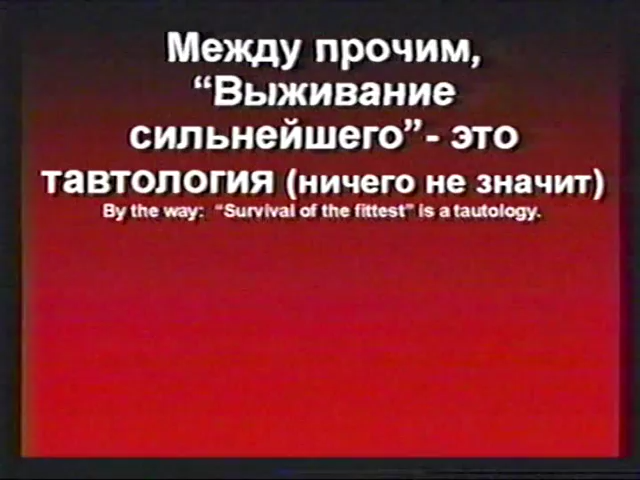 Между прочим,
“Выживание
сильнейшего”- это
тавтология (ничего не значит)
By the way: “Survival of the fittest” is a tautology.